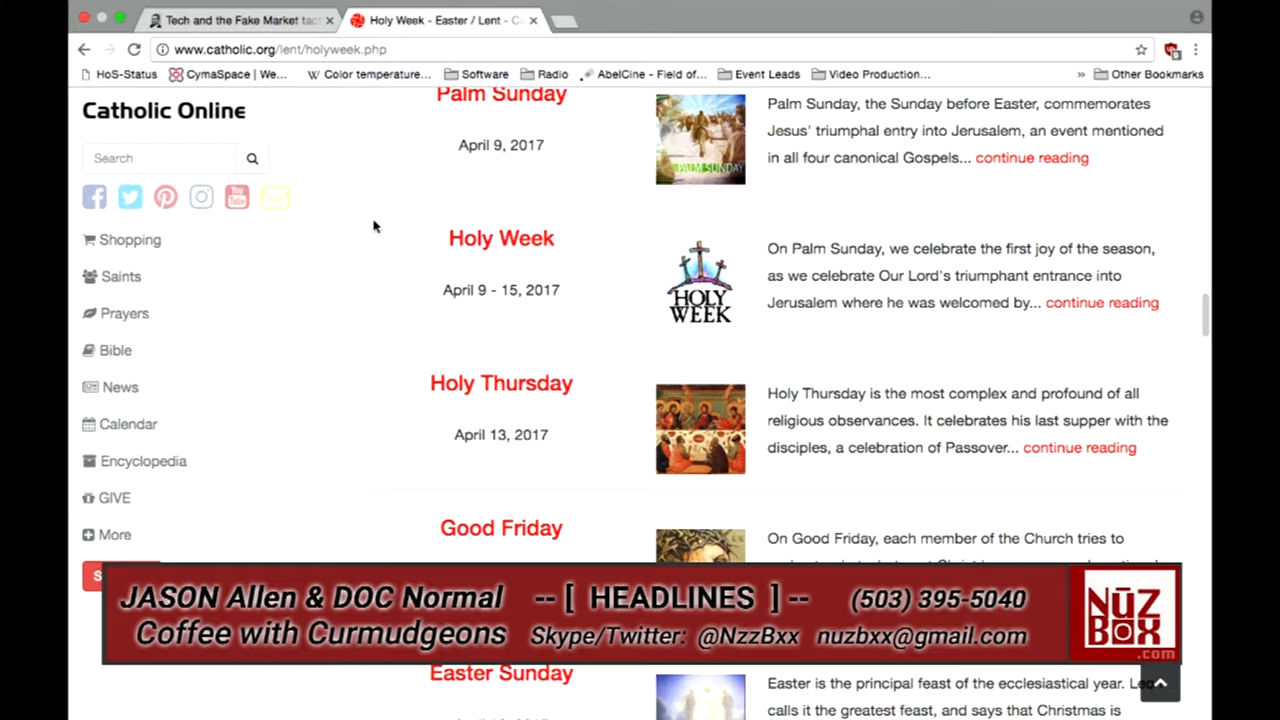 Tech and the Fake Market tact
Holy Week - Easter / Lent - Ca
www.catholic.org/lent/holyweek.php
HoS-Status
CymaSpace | We...
Color temperature...
Software
Radio
AbelCine - Field of...
Event Leads
Video Production...
»
Other Bookmarks
Catholic Online
Search
Shopping
Saints
Prayers
Bible
News
Calendar
Encyclopedia
GIVE
More
S
Palm Sunday
April 9, 2017
PALM SUNDAY
Palm Sunday, the Sunday before Easter, commemorates
Jesus' triumphal entry into Jerusalem, an event mentioned
in all four canonical Gospels... continue reading
Holy Week
April 9 - 15, 2017
HOLY
WEEK
On Palm Sunday, we celebrate the first joy of the season,
as we celebrate Our Lord's triumphant entrance into
Jerusalem where he was welcomed by... continue reading
Holy Thursday
April 13, 2017
Holy Thursday is the most complex and profound of all
religious observances. It celebrates his last supper with the
disciples, a celebration of Passover... continue reading
Good Friday
On Good Friday, each member of the Church tries to
JASON Allen & DOC Normal -- [ HEADLINES ] -- (503) 395-5040
Coffee with Curmudgeons Skype/Twitter: @NzzBxx nuzbxx@gmail.com
NŪZ
BOX
.com
Easter Sunday
Easter is the principal feast of the ecclesiastical year. Leo
calls it the greatest feast, and says that Christmas is